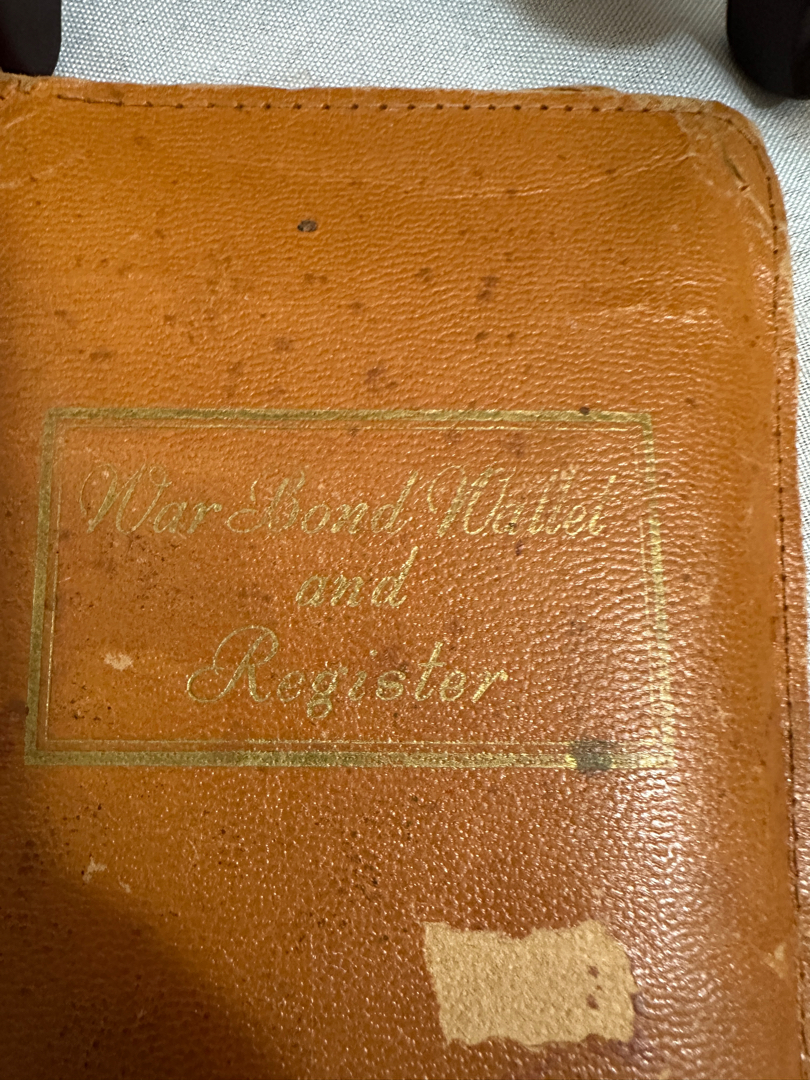 War Bond Wallet
and
Register